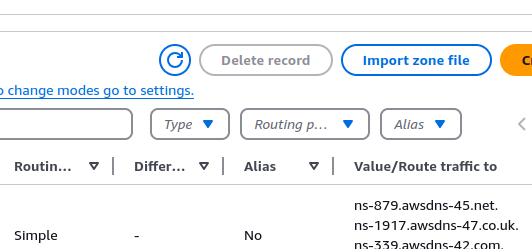 Delete record
Import zone file
change modes go to settings.
Type
Routing p...
Alias
Routin...
Differ...
Alias
Value/Route traffic to
Simple
-
No
ns-879.awsdns-45.net.
ns-1917.awsdns-47.co.uk.
ns-339.awsdns-42.com.